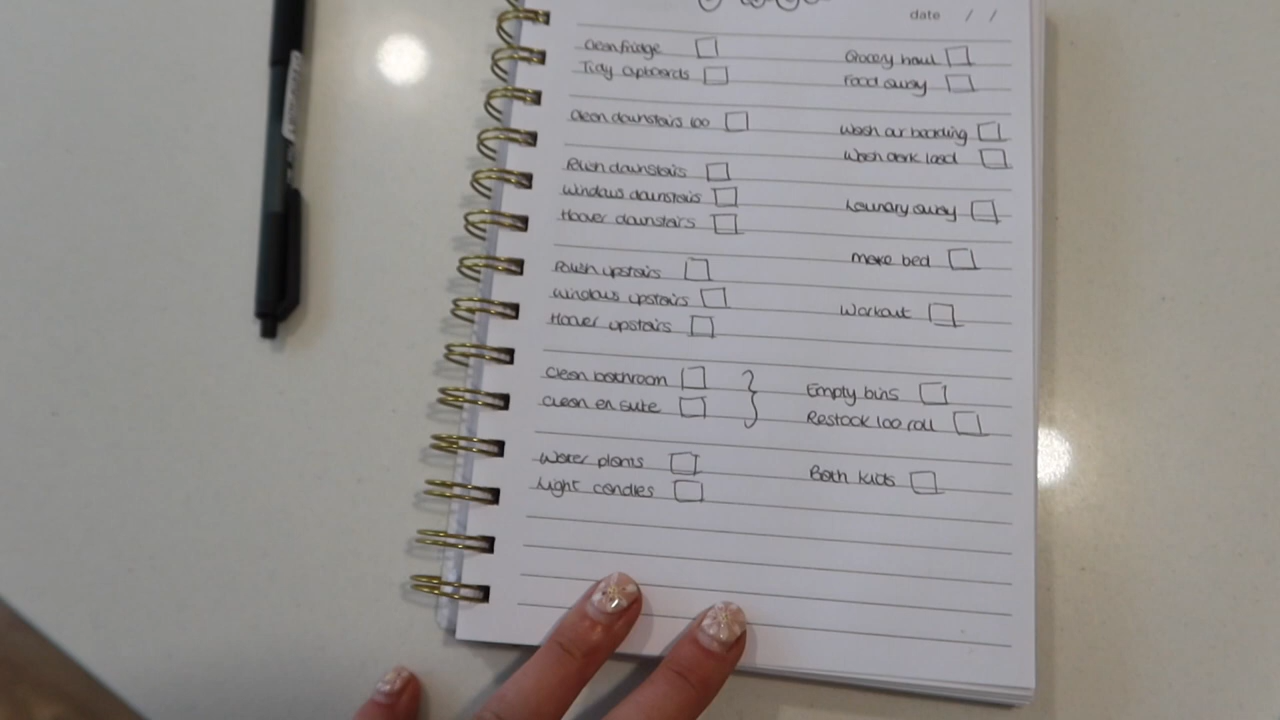 date / /
Clean fridge
Tidy cupboards
Clean downstairs loo
Polish downstairs
Windows downstairs
Hoover downstairs
Polish upstairs
Windows upstairs
Hoover upstairs
Clean bathroom
Clean en suite
Water plants
Light candles
Grocery haul
Food away
Wash our bedding
Wash dark load
Laundry away
Make bed
Workout
Empty bins
Restock loo roll
Bath kids